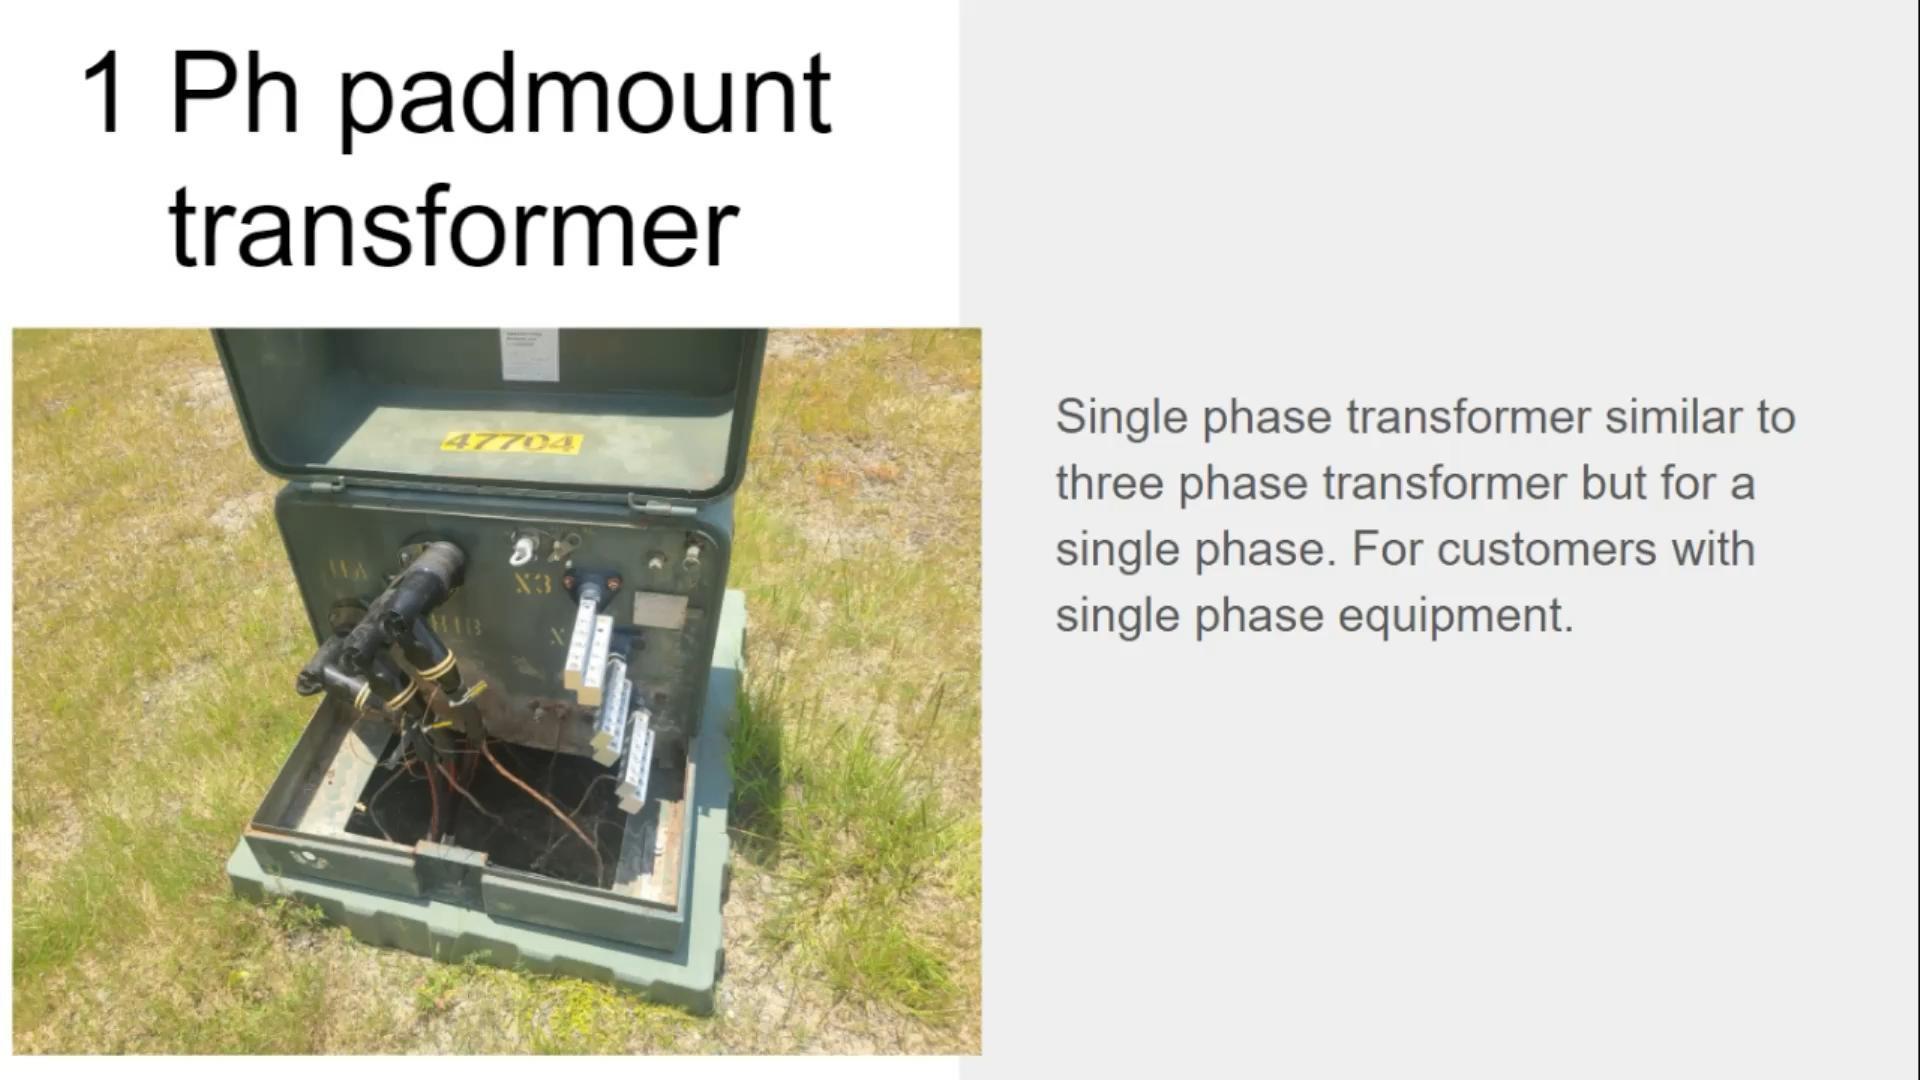 1 Ph padmount
transformer
47704
X3
H1B
Single phase transformer similar to
three phase transformer but for a
single phase. For customers with
single phase equipment.